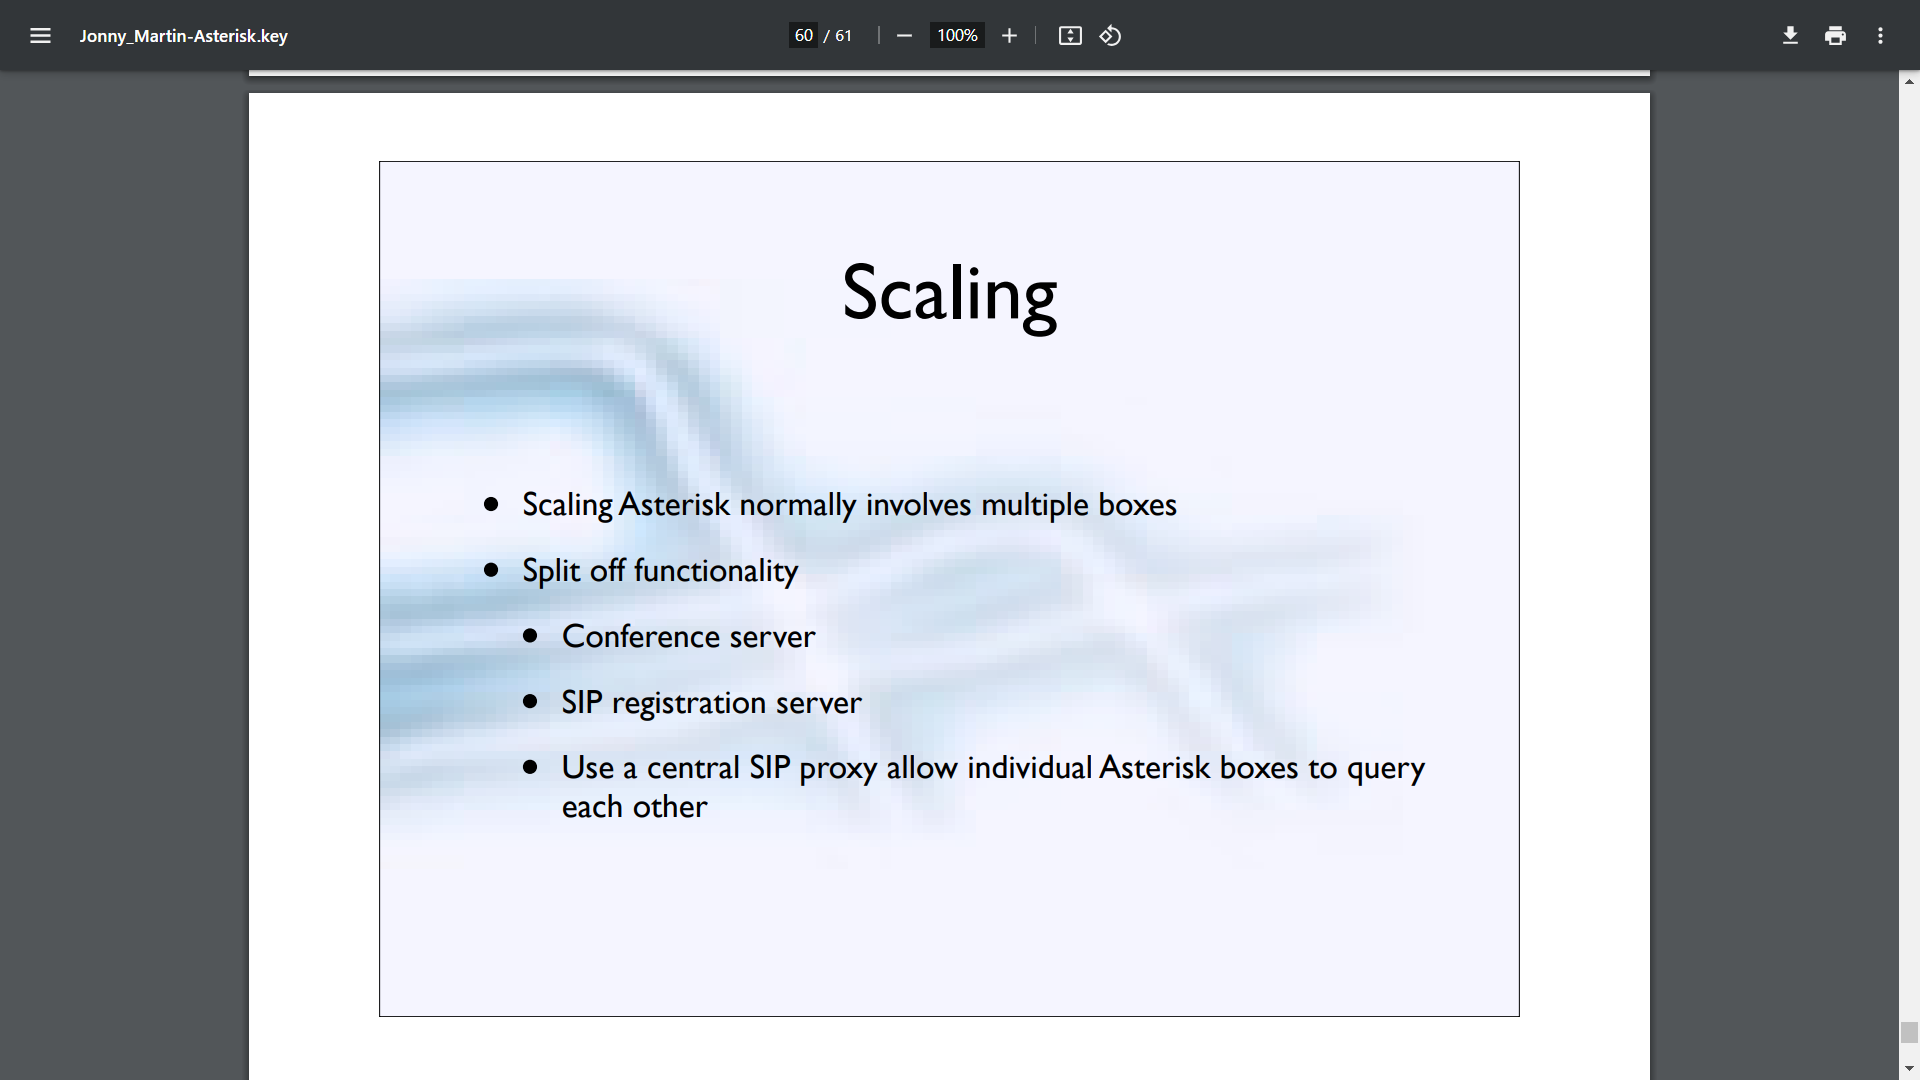 Jonny_Martin-Asterisk.key
60 / 61
100%
Scaling
• Scaling Asterisk normally involves multiple boxes
• Split off functionality
• Conference server
• SIP registration server
• Use a central SIP proxy allow individual Asterisk boxes to query
each other